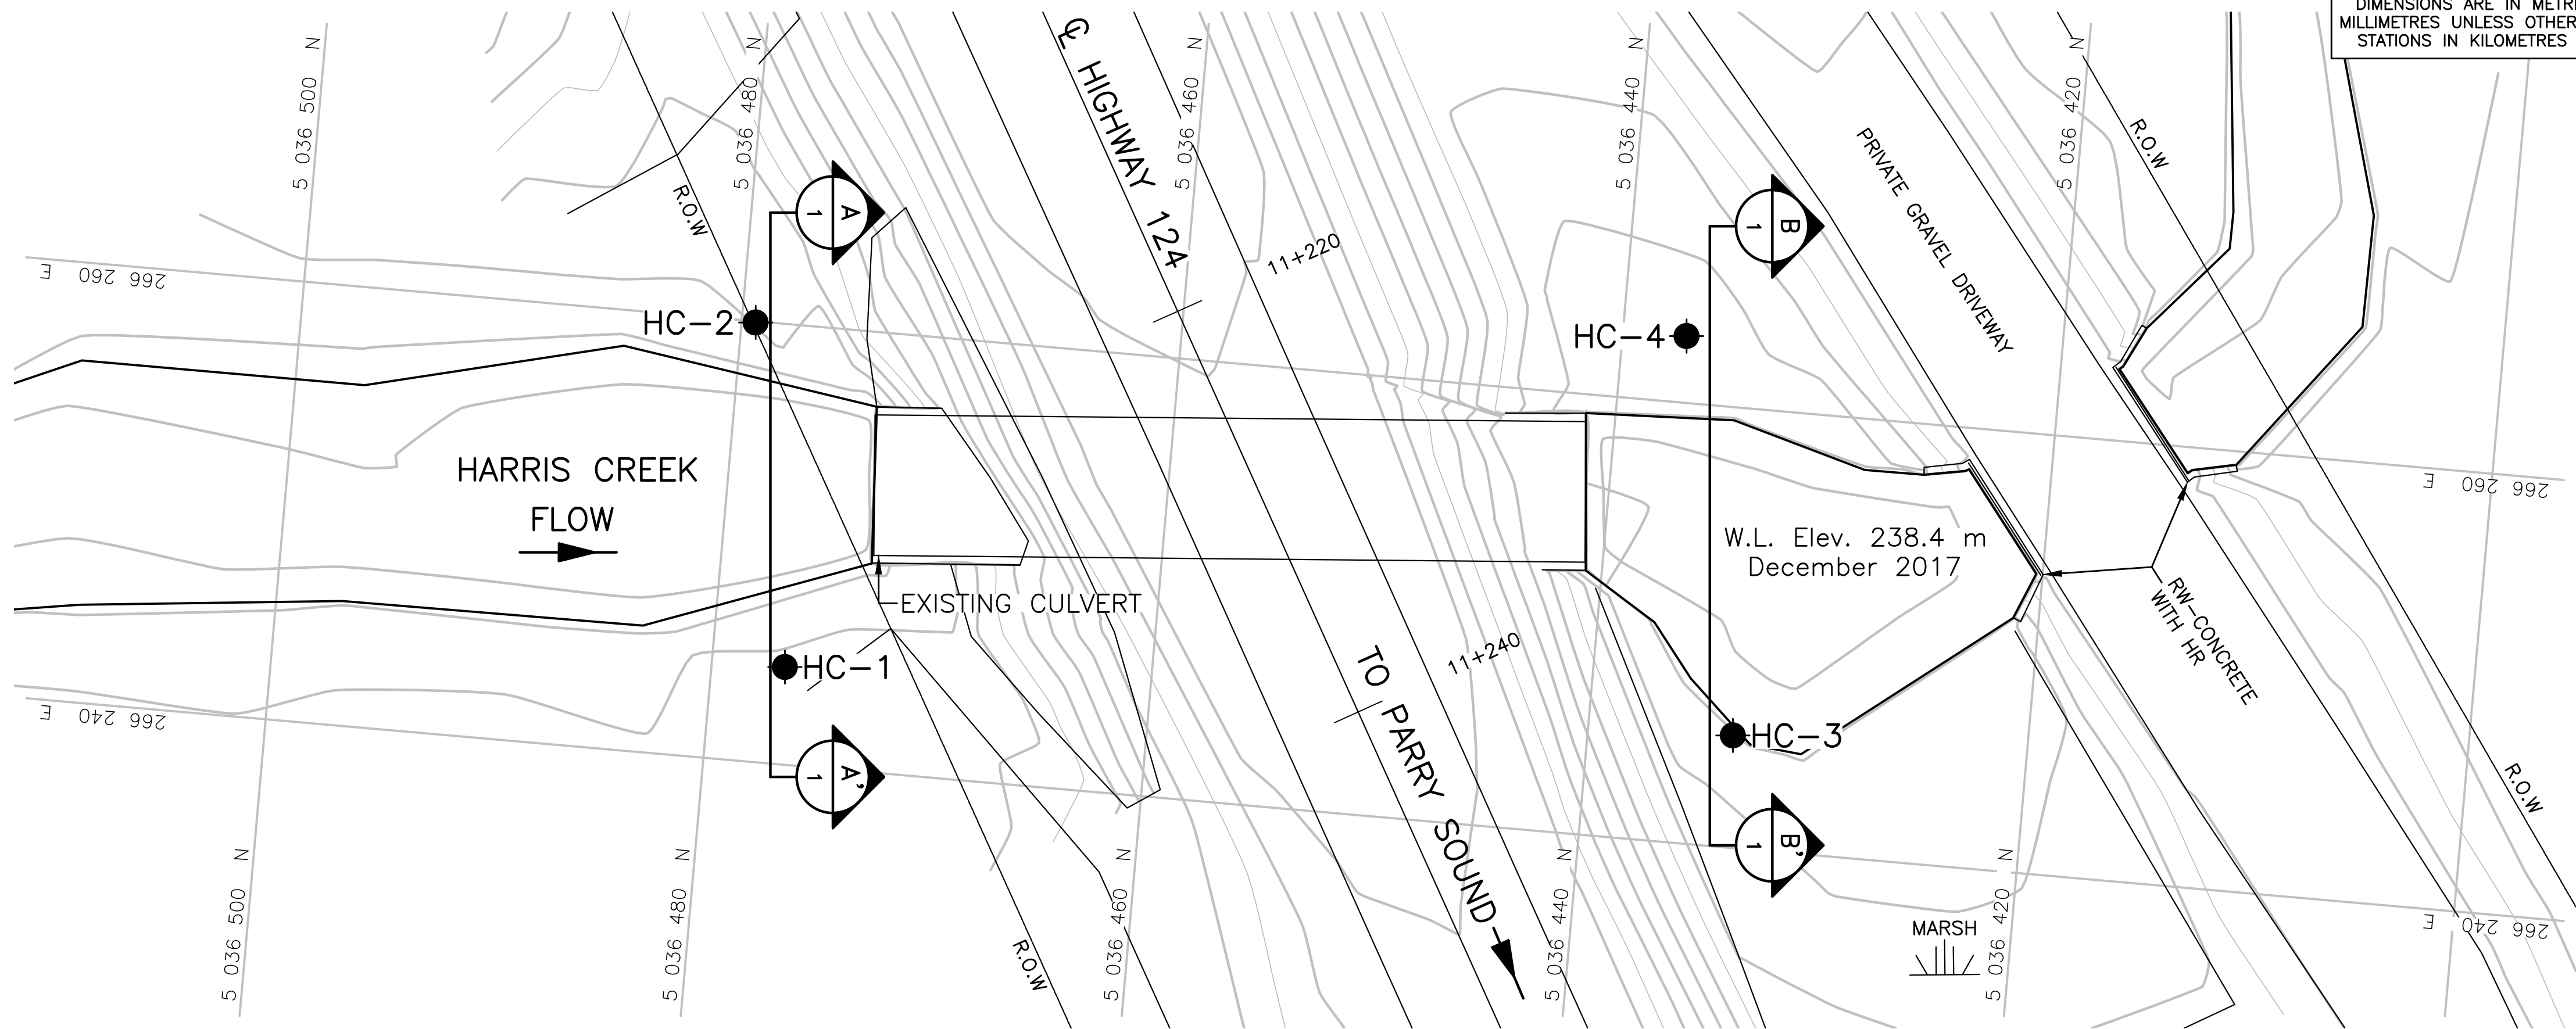 DIMENSIONS ARE IN METRE
MILLIMETRES UNLESS OTHER
STATIONS IN KILOMETRES
5 036 500 N
5 036 480 N
5 036 460 N
5 036 440 N
5 036 420 N
℄ HIGHWAY 124
R.O.W
R.O.W
PRIVATE GRAVEL DRIVEWAY
A
1
B
1
11+220
266 260 E
HC-2
HC-4
HARRIS CREEK
FLOW
266 260 E
W.L. Elev. 238.4 m
December 2017
EXISTING CULVERT
RW-CONCRETE
WITH HR
11+240
TO PARRY SOUND
HC-1
HC-3
266 240 E
A'
1
B'
1
R.O.W
R.O.W
266 240 E
MARSH
5 036 500 N
5 036 480 N
5 036 460 N
5 036 440 N
5 036 420 N